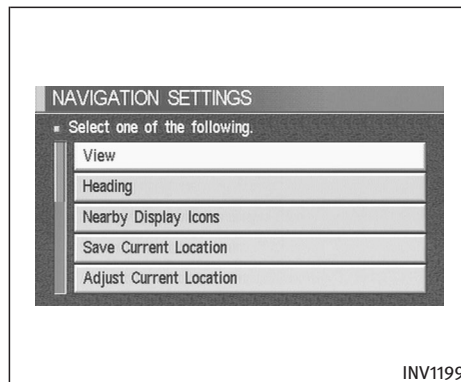 NAVIGATION SETTINGS
Select one of the following.
View
Heading
Nearby Display Icons
Save Current Location
Adjust Current Location
INV1199